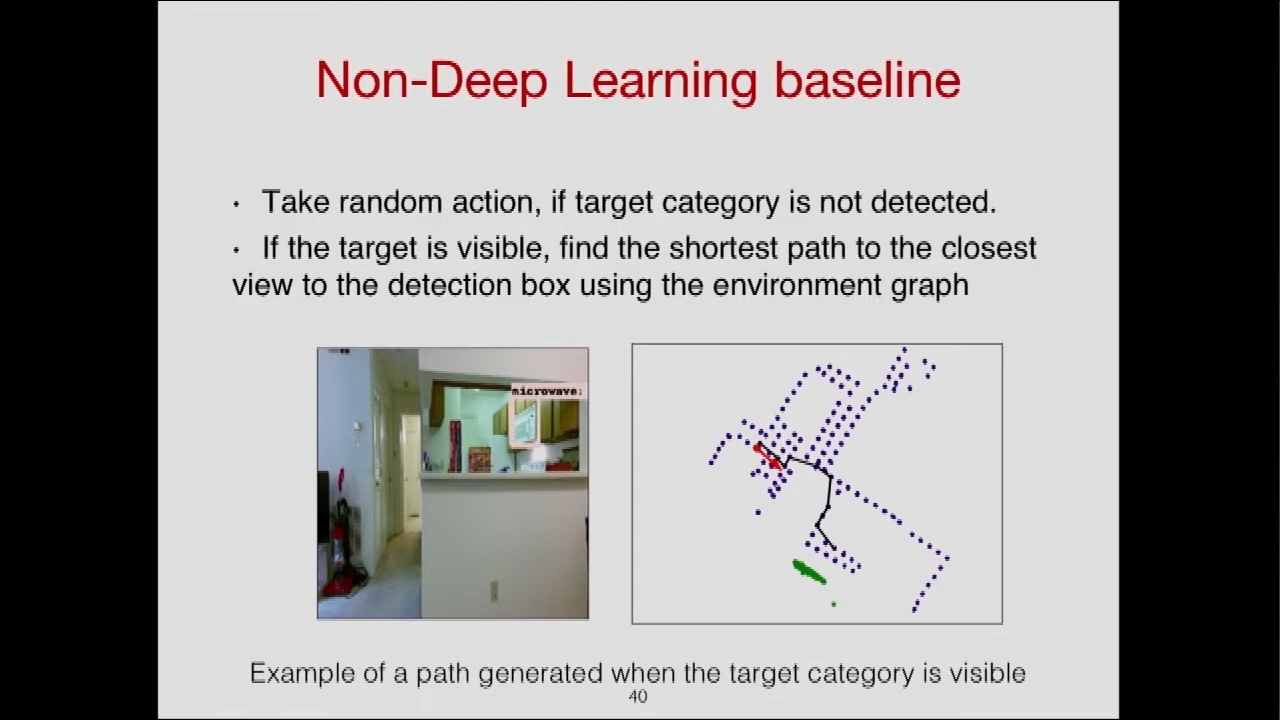 Non-Deep Learning baseline
· Take random action, if target category is not detected.
· If the target is visible, find the shortest path to the closest
view to the detection box using the environment graph
microwave:
Example of a path generated when the target category is visible
40